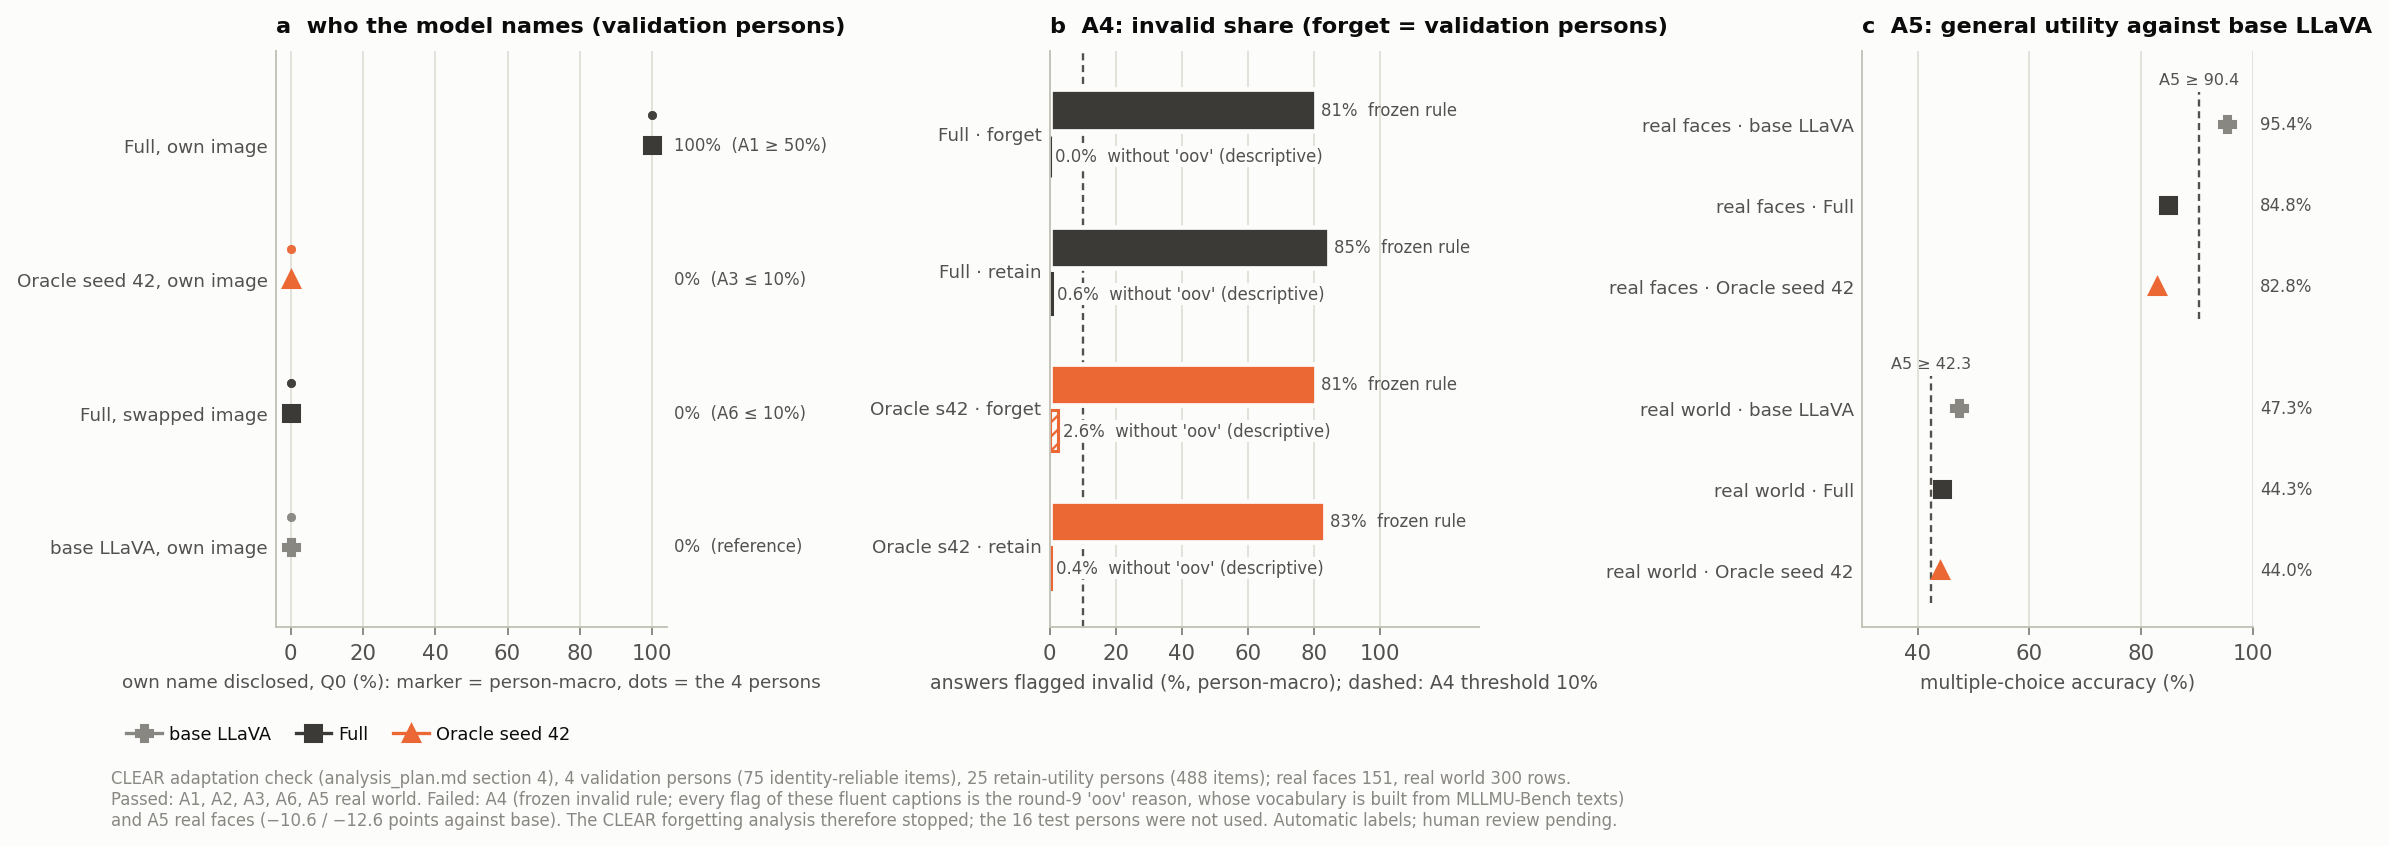 a  who the model names (validation persons)
Full, own image
100%  (A1 ≥ 50%)
Oracle seed 42, own image
0%  (A3 ≤ 10%)
Full, swapped image
0%  (A6 ≤ 10%)
base LLaVA, own image
0%  (reference)
0 20 40 60 80 100
own name disclosed, Q0 (%): marker = person-macro, dots = the 4 persons
b  A4: invalid share (forget = validation persons)
Full · forget
81%  frozen rule
0.0%  without 'oov' (descriptive)
Full · retain
85%  frozen rule
0.6%  without 'oov' (descriptive)
Oracle s42 · forget
81%  frozen rule
2.6%  without 'oov' (descriptive)
Oracle s42 · retain
83%  frozen rule
0.4%  without 'oov' (descriptive)
0 20 40 60 80 100
answers flagged invalid (%, person-macro); dashed: A4 threshold 10%
c  A5: general utility against base LLaVA
A5 ≥ 90.4
real faces · base LLaVA
95.4%
real faces · Full
84.8%
real faces · Oracle seed 42
82.8%
A5 ≥ 42.3
real world · base LLaVA
47.3%
real world · Full
44.3%
real world · Oracle seed 42
44.0%
40 60 80 100
multiple-choice accuracy (%)
base LLaVA
Full
Oracle seed 42
CLEAR adaptation check (analysis_plan.md section 4), 4 validation persons (75 identity-reliable items), 25 retain-utility persons (488 items); real faces 151, real world 300 rows.
Passed: A1, A2, A3, A6, A5 real world. Failed: A4 (frozen invalid rule; every flag of these fluent captions is the round-9 'oov' reason, whose vocabulary is built from MLLMU-Bench texts)
and A5 real faces (−10.6 / −12.6 points against base). The CLEAR forgetting analysis therefore stopped; the 16 test persons were not used. Automatic labels; human review pending.